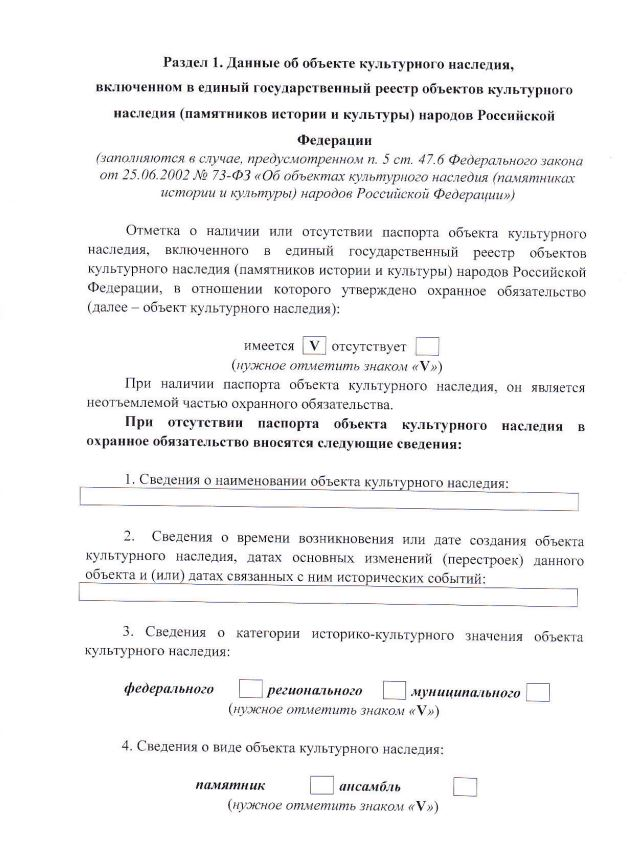 Раздел 1. Данные об объекте культурного наследия,
включенном в единый государственный реестр объектов культурного
наследия (памятников истории и культуры) народов Российской
Федерации
(заполняются в случае, предусмотренном п. 5 ст. 47.6 Федерального закона
от 25.06.2002 № 73-ФЗ «Об объектах культурного наследия (памятниках
истории и культуры) народов Российской Федерации»)
Отметка о наличии или отсутствии паспорта объекта культурного
наследия, включенного в единый государственный реестр объектов
культурного наследия (памятников истории и культуры) народов Российской
Федерации, в отношении которого утверждено охранное обязательство
(далее – объект культурного наследия):
имеется V отсутствует
(нужное отметить знаком «V»)
При наличии паспорта объекта культурного наследия, он является
неотъемлемой частью охранного обязательства.
При отсутствии паспорта объекта культурного наследия в
охранное обязательство вносятся следующие сведения:
1. Сведения о наименовании объекта культурного наследия:
2. Сведения о времени возникновения или дате создания объекта
культурного наследия, датах основных изменений (перестроек) данного
объекта и (или) датах связанных с ним исторических событий:
3. Сведения о категории историко-культурного значения объекта
культурного наследия:
федерального регионального муниципального
(нужное отметить знаком «V»)
4. Сведения о виде объекта культурного наследия:
памятник ансамбль
(нужное отметить знаком «V»)